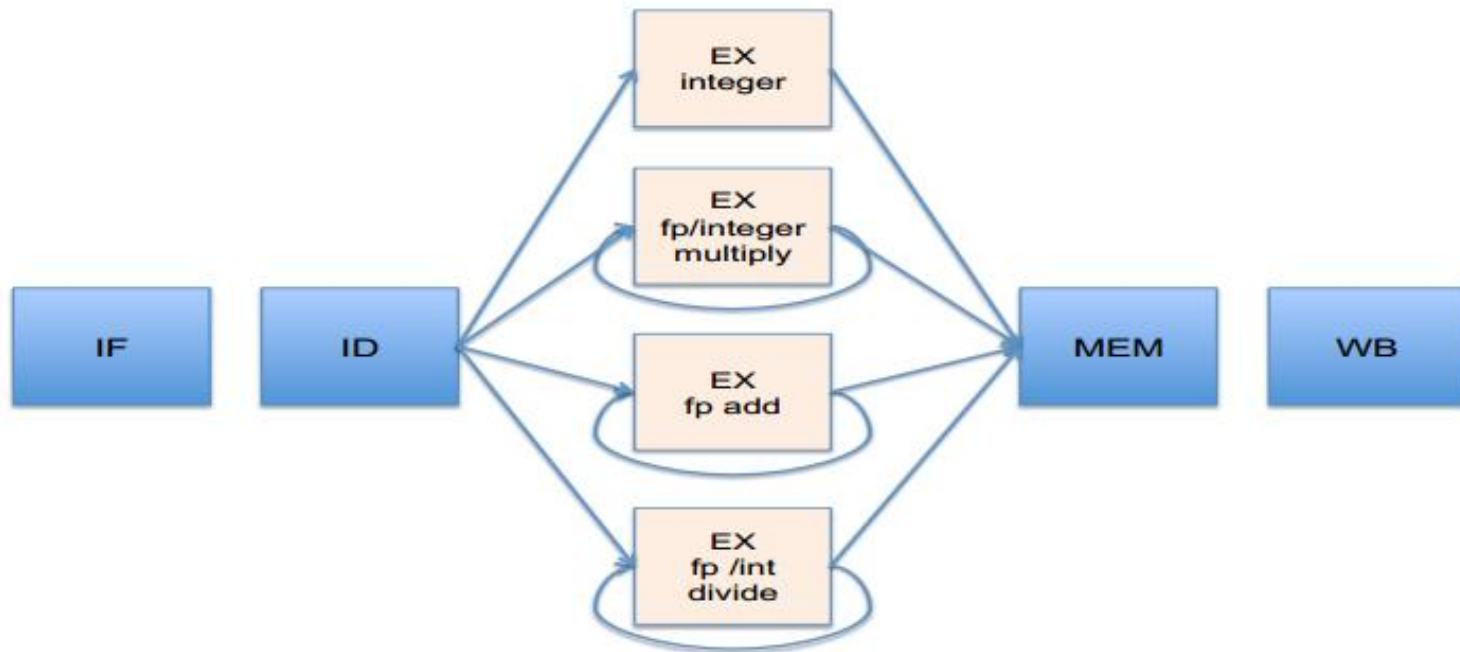 EX
integer
EX
fp/integer
multiply
IF
ID
MEM
WB
EX
fp add
EX
fp /int
divide